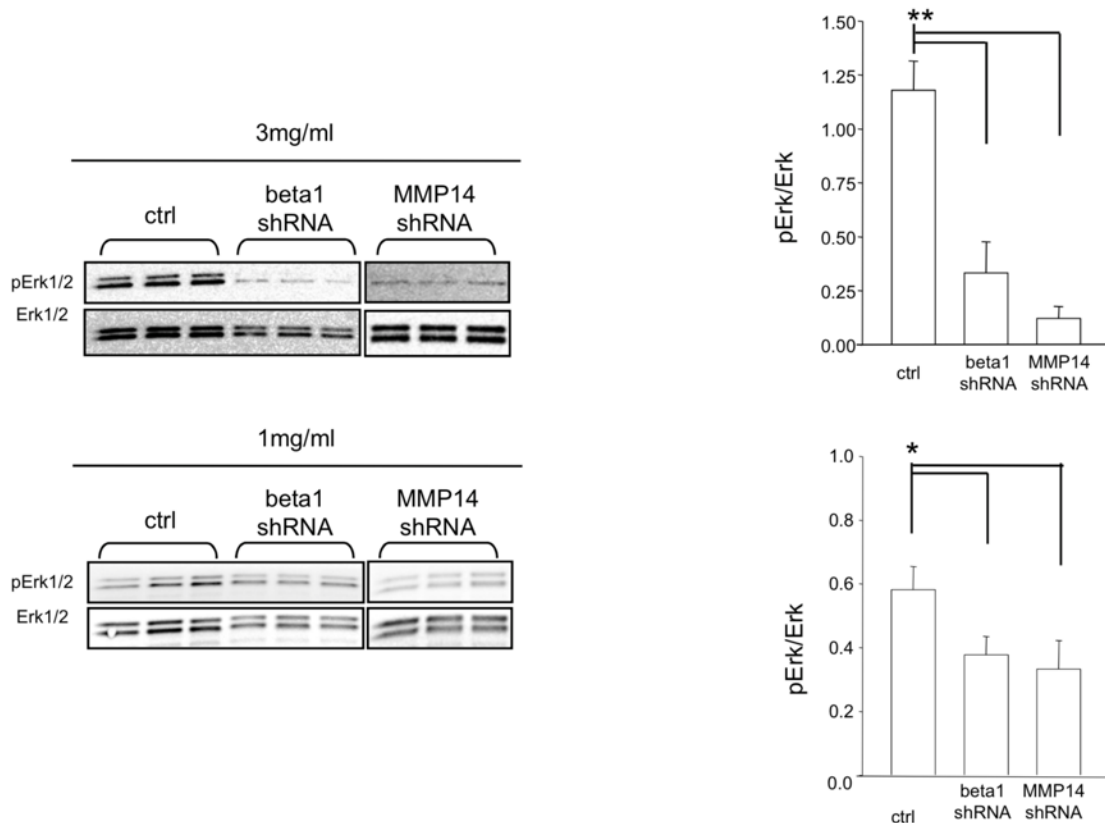 3mg/ml
ctrl
beta1
shRNA
MMP14
shRNA
pErk1/2
Erk1/2
**
pErk/Erk
1.50
1.25
1.00
0.75
0.50
0.25
0.00
ctrl
beta1
shRNA
MMP14
shRNA
1mg/ml
ctrl
beta1
shRNA
MMP14
shRNA
pErk1/2
Erk1/2
*
pErk/Erk
1.0
0.8
0.6
0.4
0.2
0.0
ctrl
beta1
shRNA
MMP14
shRNA